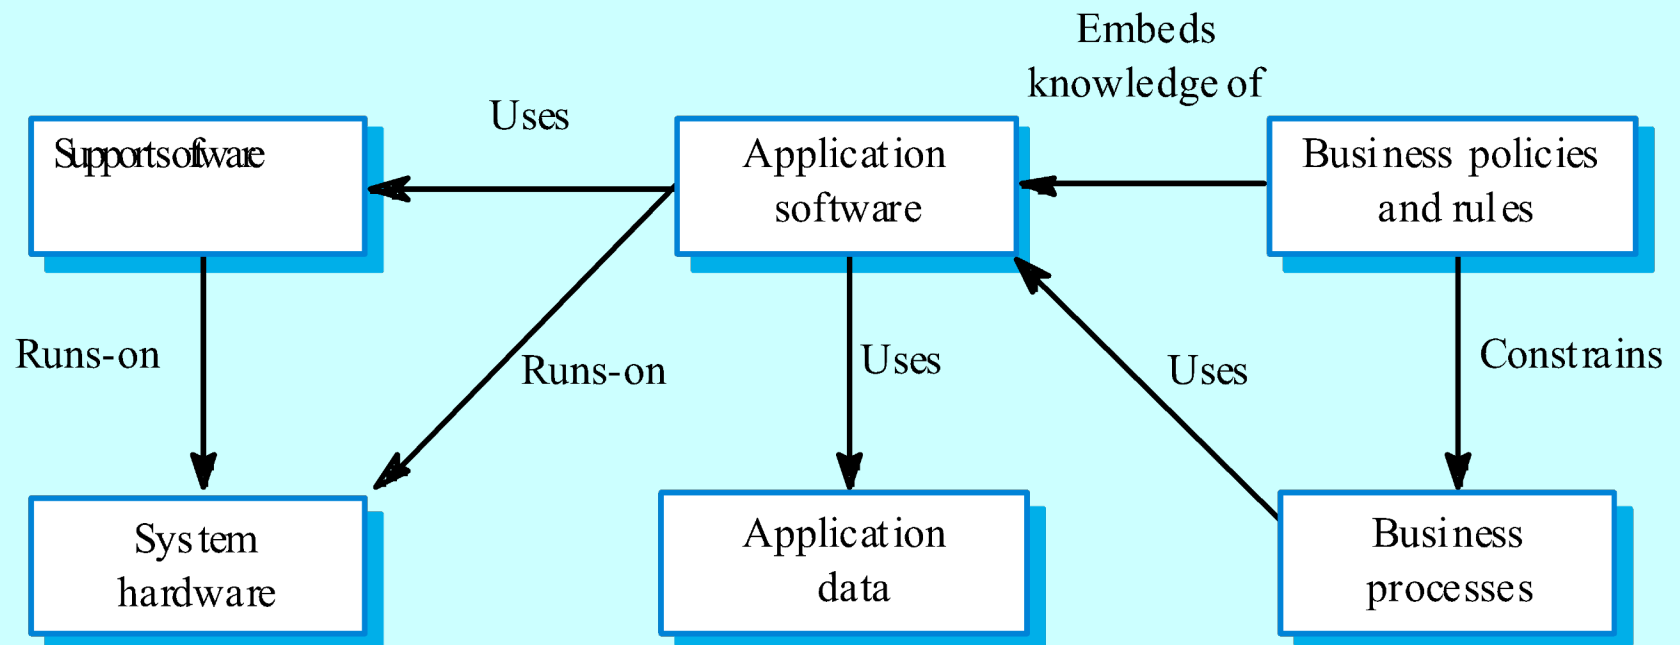 Embeds
knowledge of
Uses
Support software
Application
software
Business policies
and rules
Runs-on
Runs-on
Uses
Uses
Constrains
System
hardware
Application
data
Business
processes